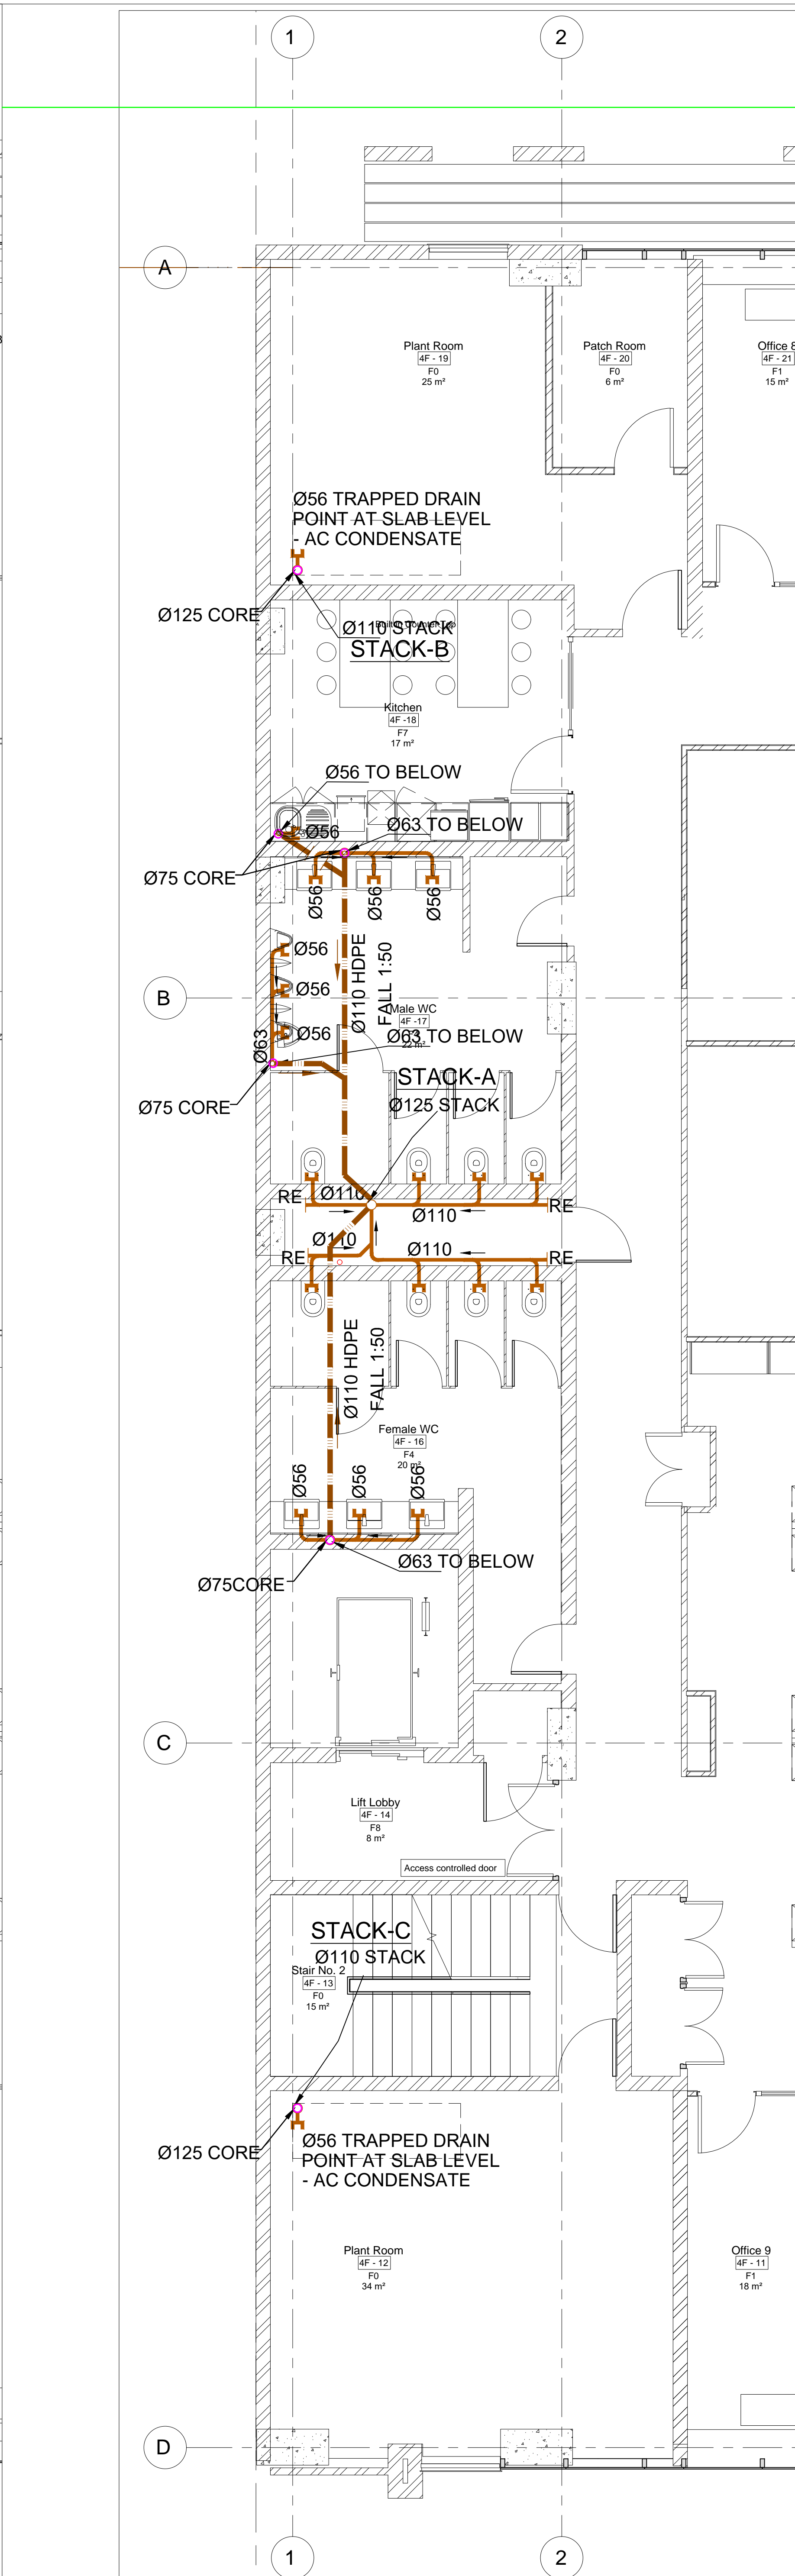 1
2
A
Plant Room
4F - 19
F0
25 m²
Patch Room
4F - 20
F0
6 m²
Office 8
4F - 21
F1
15 m²
Ø56 TRAPPED DRAIN
POINT AT SLAB LEVEL
- AC CONDENSATE
Ø125 CORE
Ø110 STACK
STACK-B
Kitchen
4F -18
F7
17 m²
Ø56 TO BELOW
Ø56
Ø63 TO BELOW
Ø75 CORE
Ø56
Ø56
Ø56
Ø56
Ø56
Ø56
Ø63
Ø110 HDPE
FALL 1:50
B
Male WC
4F -17
22 m²
Ø63 TO BELOW
Ø75 CORE
STACK-A
Ø125 STACK
RE
Ø110
Ø110
RE
Ø110
RE
Ø110
RE
Ø110 HDPE
FALL 1:50
Female WC
4F - 16
F4
20 m²
Ø56
Ø56
Ø56
Ø63 TO BELOW
Ø75CORE
C
Lift Lobby
4F - 14
F8
8 m²
Access controlled door
STACK-C
Ø110 STACK
Stair No. 2
4F - 13
F0
15 m²
Ø125 CORE
Ø56 TRAPPED DRAIN
POINT AT SLAB LEVEL
- AC CONDENSATE
Plant Room
4F - 12
F0
34 m²
Office 9
4F - 11
F1
18 m²
D
1
2